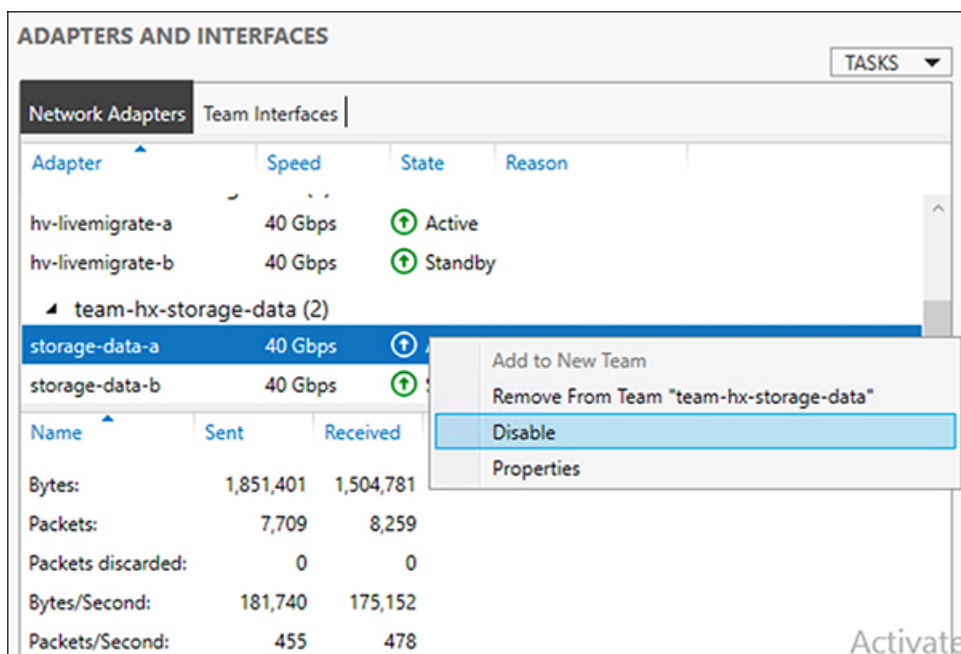 ADAPTERS AND INTERFACES
TASKS
Network Adapters Team Interfaces
Adapter Speed State Reason
hv-livemigrate-a 40 Gbps Active
hv-livemigrate-b 40 Gbps Standby
team-hx-storage-data (2)
storage-data-a 40 Gbps
Add to New Team
storage-data-b 40 Gbps
Remove From Team "team-hx-storage-data"
Name Sent Received
Disable
Properties
Bytes: 1,851,401 1,504,781
Packets: 7,709 8,259
Packets discarded: 0 0
Bytes/Second: 181,740 175,152
Packets/Second: 455 478
Activate